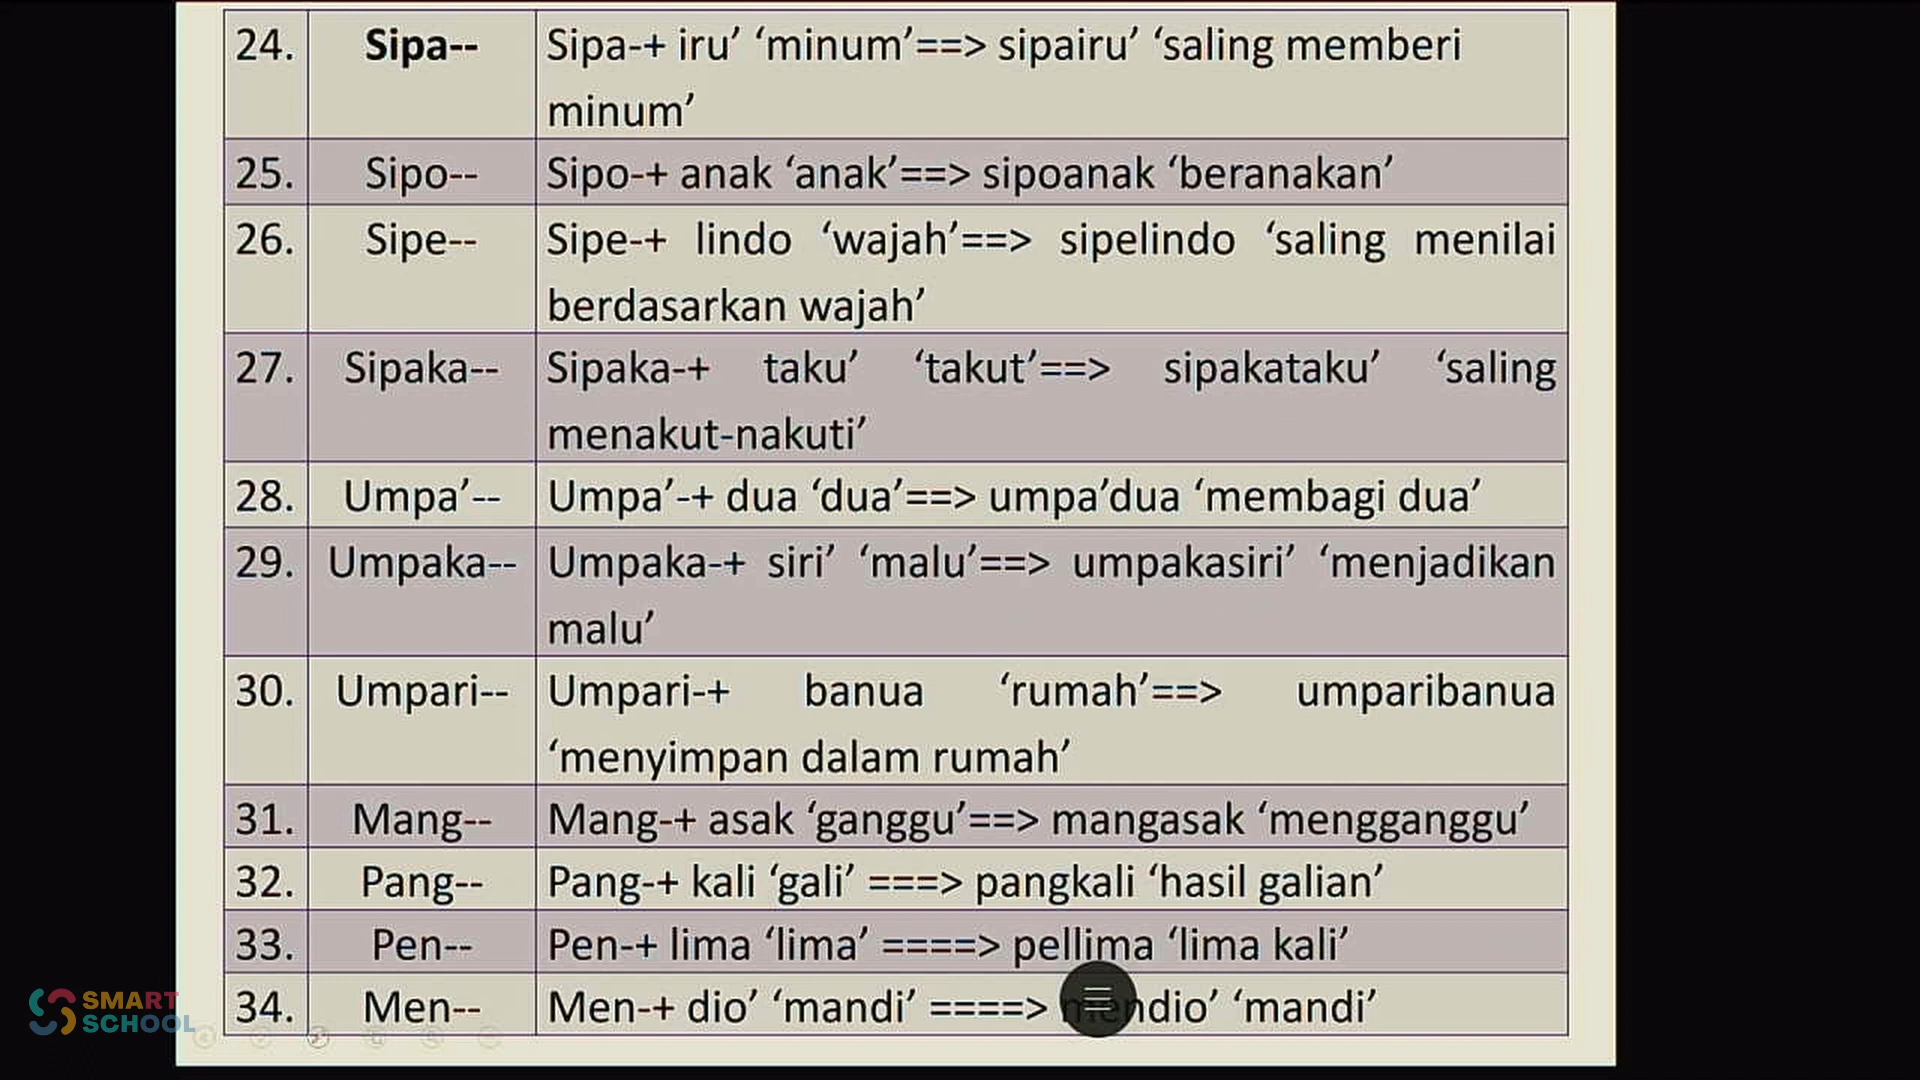 24. Sipa-- Sipa-+ iru’ ‘minum’==> sipairu’ ‘saling memberi
minum’
25. Sipo-- Sipo-+ anak ‘anak’==> sipoanak ‘beranakan’
26. Sipe-- Sipe-+ lindo ‘wajah’==> sipelindo ‘saling menilai
berdasarkan wajah’
27. Sipaka-- Sipaka-+ taku’ ‘takut’==> sipakataku’ ‘saling
menakut-nakuti’
28. Umpa’-- Umpa’-+ dua ‘dua’==> umpa’dua ‘membagi dua’
29. Umpaka-- Umpaka-+ siri’ ‘malu’==> umpakasiri’ ‘menjadikan
malu’
30. Umpari-- Umpari-+ banua ‘rumah’==> umparibanua
‘menyimpan dalam rumah’
31. Mang-- Mang-+ asak ‘ganggu’==> mangasak ‘mengganggu’
32. Pang-- Pang-+ kali ‘gali’ ===> pangkali ‘hasil galian’
33. Pen-- Pen-+ lima ‘lima’ ====> pellima ‘lima kali’
34. Men-- Men-+ dio’ ‘mandi’ ====> mendio’ ‘mandi’
SMART
SCHOOL